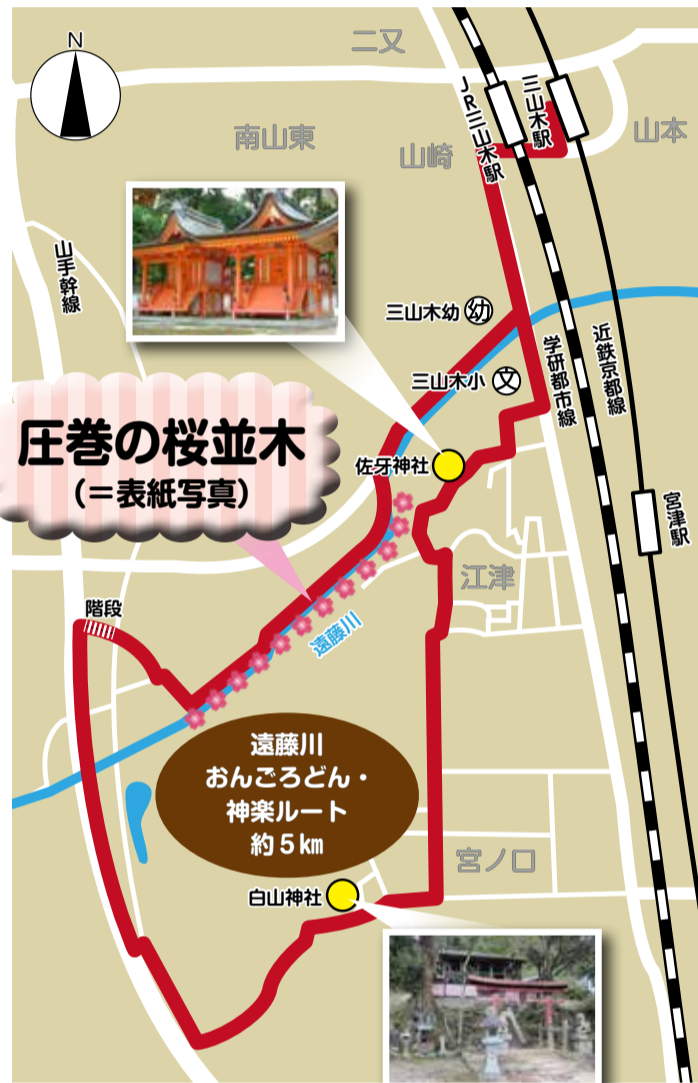 N
二又
南山東
山崎
JR三山木駅
三山木駅
山本
山手幹線
三山木幼 幼
三山木小 文
学研都市線
近鉄京都線
圧巻の桜並木
(=表紙写真)
佐牙神社
宮津駅
江津
階段
遠藤川
遠藤川
おんごろどん・
神楽ルート
約5km
宮ノ口
白山神社